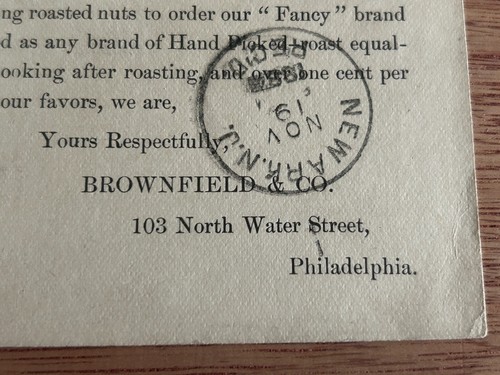 ng roasted nuts to order our “ Fancy ” brand
d as any brand of Hand Picked—roast equal-
ooking after roasting, and over one cent per
our favors, we are,
Yours Respectfully,
BROWNFIELD & CO.
103 North Water Street,
Philadelphia.
NEWARK. N.J.
REC'D.
NOV
19